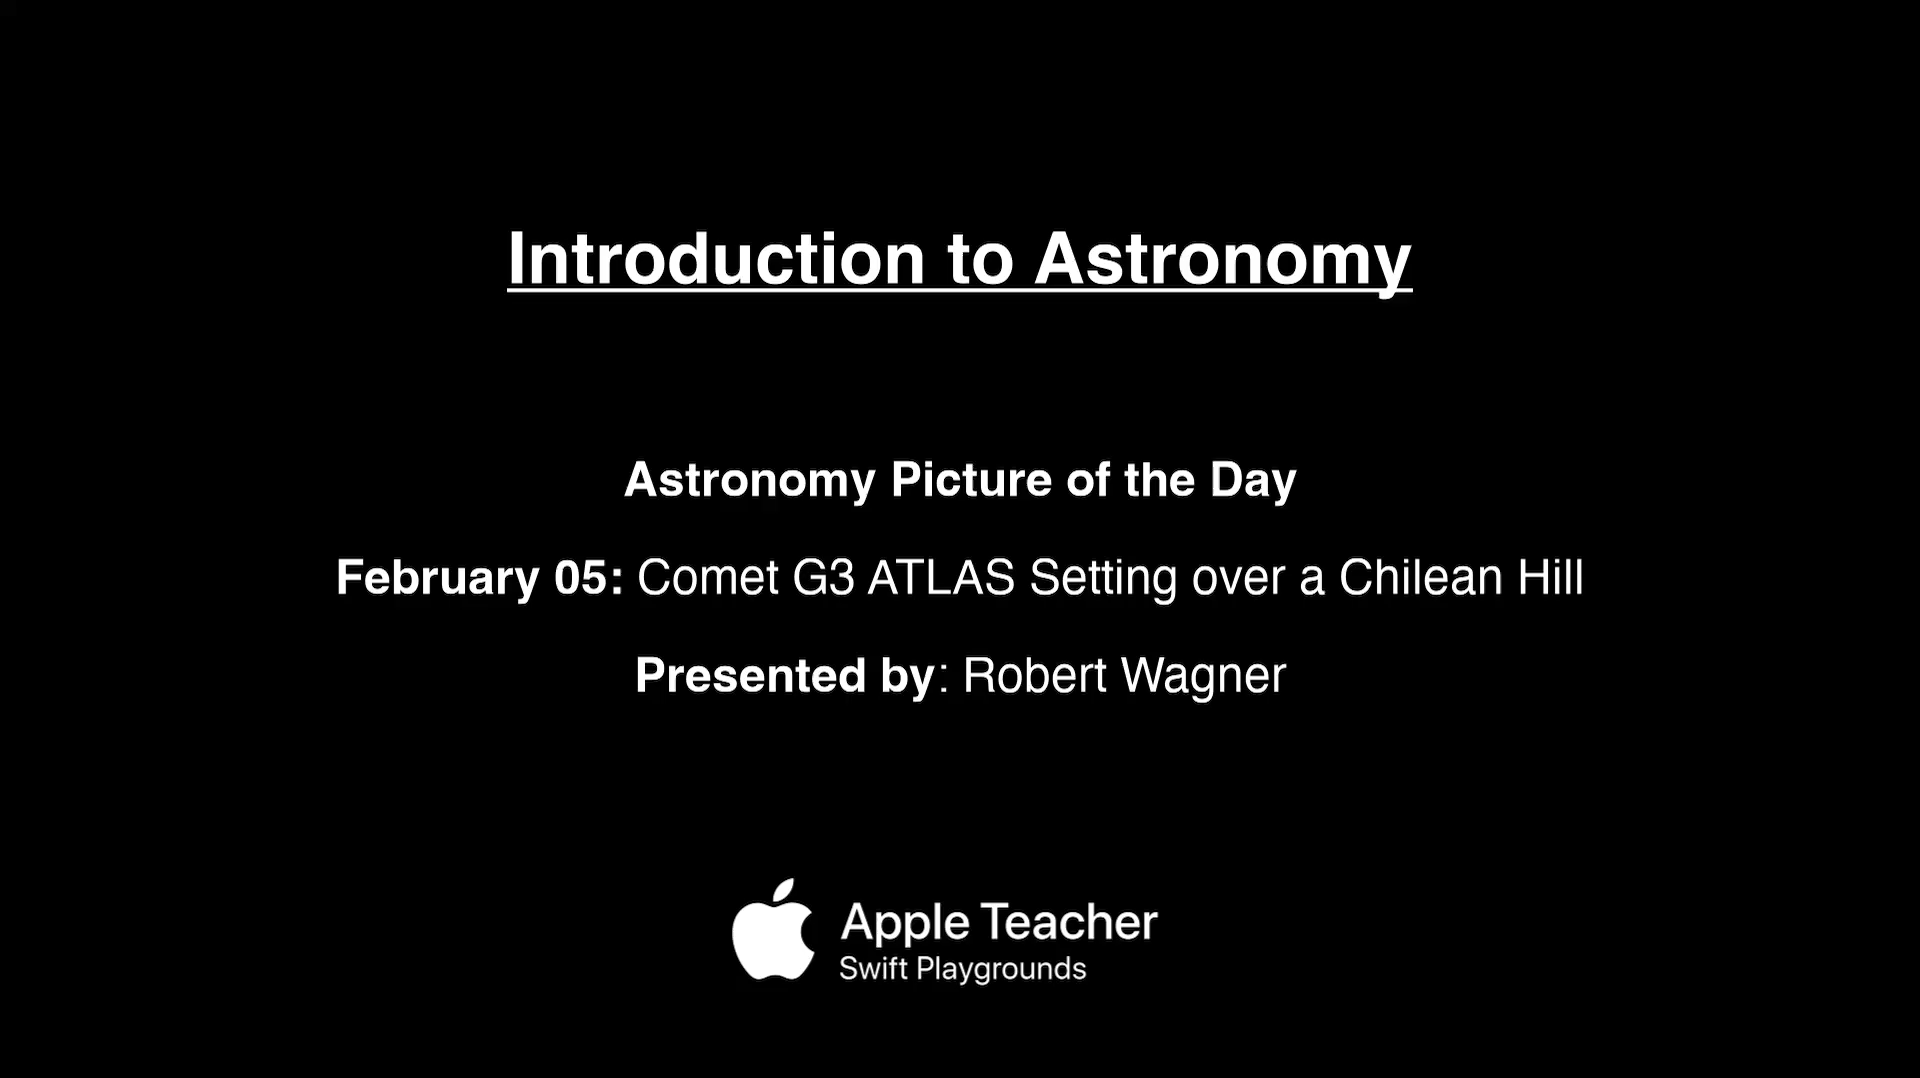 Introduction to Astronomy
Astronomy Picture of the Day
February 05: Comet G3 ATLAS Setting over a Chilean Hill
Presented by: Robert Wagner
Apple Teacher
Swift Playgrounds